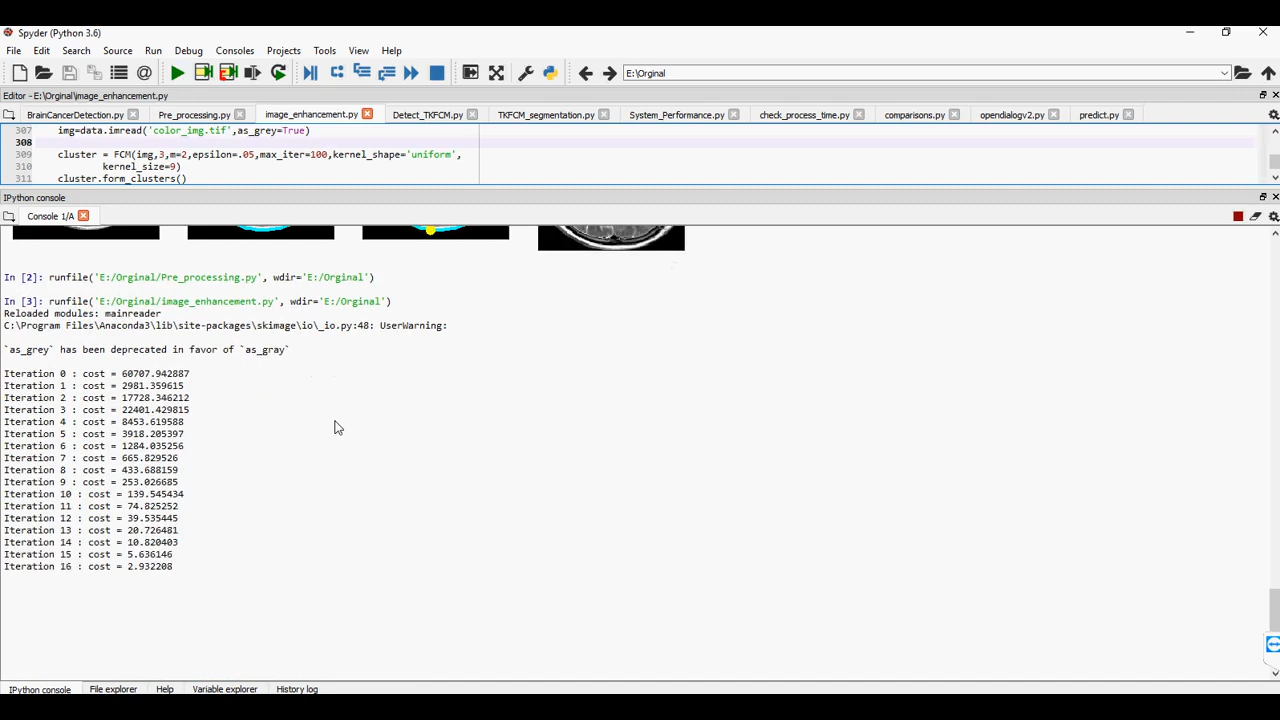 Spyder (Python 3.6)
File Edit Search Source Run Debug Consoles Projects Tools View Help
E:\Orginal
Editor - E:\Orginal\image_enhancement.py
BrainCancerDetection.py Pre_processing.py image_enhancement.py Detect_TKFCM.py TKFCM_segmentation.py System_Performance.py check_process_time.py comparisons.py opendialogv2.py predict.py
307 img=data.imread('color_img.tif',as_grey=True)
308
309 cluster = FCM(img,3,m=2,epsilon=.05,max_iter=100,kernel_shape='uniform',
310 kernel_size=9)
311 cluster.form_clusters()
IPython console
Console 1/A
In [2]: runfile('E:/Orginal/Pre_processing.py', wdir='E:/Orginal')
In [3]: runfile('E:/Orginal/image_enhancement.py', wdir='E:/Orginal')
Reloaded modules: mainreader
C:\Program Files\Anaconda3\lib\site-packages\skimage\io\_io.py:48: UserWarning:
`as_grey` has been deprecated in favor of `as_gray`
Iteration 0 : cost = 60707.942887
Iteration 1 : cost = 2981.359615
Iteration 2 : cost = 17728.346212
Iteration 3 : cost = 22401.429815
Iteration 4 : cost = 8453.619588
Iteration 5 : cost = 3918.205397
Iteration 6 : cost = 1284.035256
Iteration 7 : cost = 665.829526
Iteration 8 : cost = 433.688159
Iteration 9 : cost = 253.026685
Iteration 10 : cost = 139.545434
Iteration 11 : cost = 74.825252
Iteration 12 : cost = 39.535445
Iteration 13 : cost = 20.726481
Iteration 14 : cost = 10.820403
Iteration 15 : cost = 5.636146
Iteration 16 : cost = 2.932208
IPython console File explorer Help Variable explorer History log